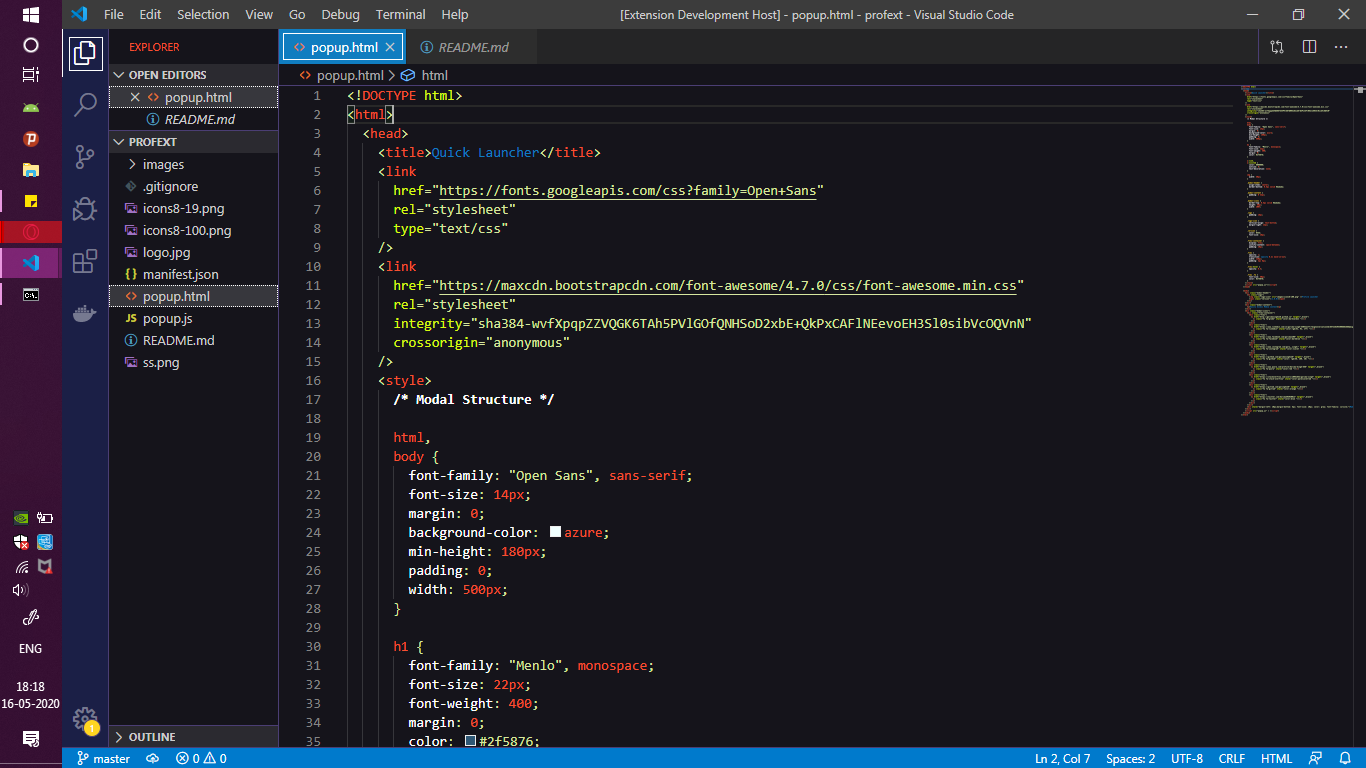 File Edit Selection View Go Debug Terminal Help
[Extension Development Host] - popup.html - profext - Visual Studio Code
EXPLORER
OPEN EDITORS
popup.html
README.md
PROFEXT
images
.gitignore
icons8-19.png
icons8-100.png
logo.jpg
manifest.json
popup.html
popup.js
README.md
ss.png
OUTLINE
popup.html
README.md
popup.html > html
1 <!DOCTYPE html>
2 <html>
3 <head>
4 <title>Quick Launcher</title>
5 <link
6 href="https://fonts.googleapis.com/css?family=Open+Sans"
7 rel="stylesheet"
8 type="text/css"
9 />
10 <link
11 href="https://maxcdn.bootstrapcdn.com/font-awesome/4.7.0/css/font-awesome.min.css"
12 rel="stylesheet"
13 integrity="sha384-wvfXpqpZZVQGK6TAh5PVlGOfQNHSoD2xbE+QkPxCAFlNEevoEH3Sl0sibVcOQVnN"
14 crossorigin="anonymous"
15 />
16 <style>
17 /* Modal Structure */
18
19 html,
20 body {
21 font-family: "Open Sans", sans-serif;
22 font-size: 14px;
23 margin: 0;
24 background-color: azure;
25 min-height: 180px;
26 padding: 0;
27 width: 500px;
28 }
29
30 h1 {
31 font-family: "Menlo", monospace;
32 font-size: 22px;
33 font-weight: 400;
34 margin: 0;
35 color: #2f5876;
ENG
18:18
16-05-2020
1
master
0 0
Ln 2, Col 7
Spaces: 2
UTF-8
CRLF
HTML